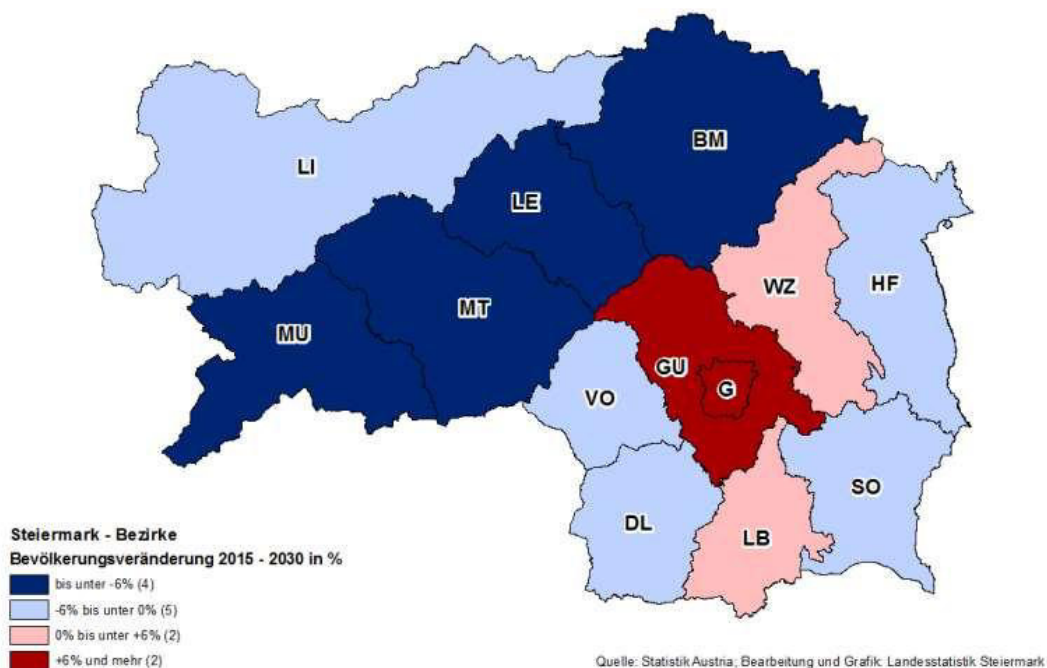 BM
LI
LE
WZ
HF
MT
MU
GU
G
VO
SO
DL
LB
Steiermark - Bezirke
Bevölkerungsveränderung 2015 - 2030 in %
bis unter -6% (4)
-6% bis unter 0% (5)
0% bis unter +6% (2)
+6% und mehr (2)
Quelle: Statistik Austria; Bearbeitung und Grafik: Landesstatistik Steiermark